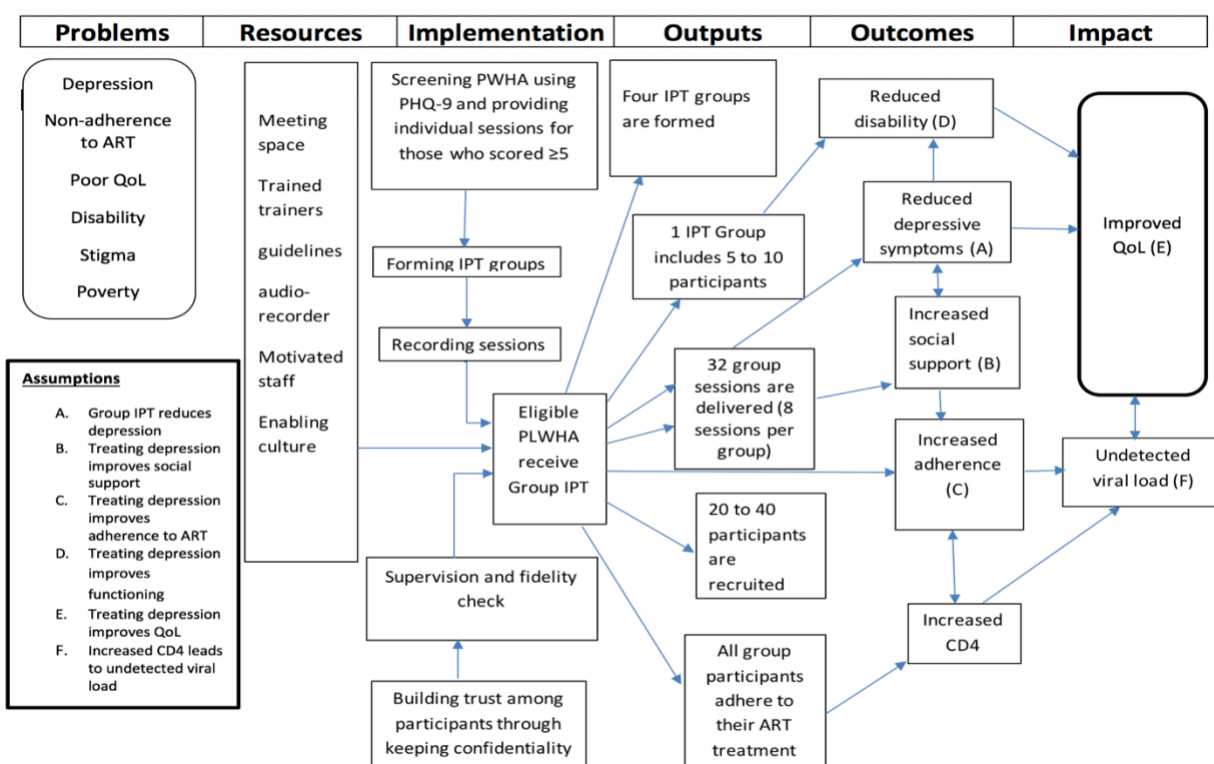 Problems
Resources
Implementation
Outputs
Outcomes
Impact
Depression
Non-adherence
to ART
Poor QoL
Disability
Stigma
Poverty
Assumptions
A. Group IPT reduces
depression
B. Treating depression
improves social
support
C. Treating depression
improves
adherence to ART
D. Treating depression
improves
functioning
E. Treating depression
improves QoL
F. Increased CD4 leads
to undetected viral
load
Meeting
space
Trained
trainers
guidelines
audio-
recorder
Motivated
staff
Enabling
culture
Screening PWHA using
PHQ-9 and providing
individual sessions for
those who scored ≥5
Forming IPT groups
Recording sessions
Eligible
PLWHA
receive
Group IPT
Supervision and fidelity
check
Building trust among
participants through
keeping confidentiality
Four IPT groups
are formed
1 IPT Group
includes 5 to 10
participants
32 group
sessions are
delivered (8
sessions per
group)
20 to 40
participants
are
recruited
All group
participants
adhere to
their ART
treatment
Reduced
disability (D)
Reduced
depressive
symptoms (A)
Increased
social
support (B)
Increased
adherence
(C)
Increased
CD4
Improved
QoL (E)
Undetected
viral load (F)